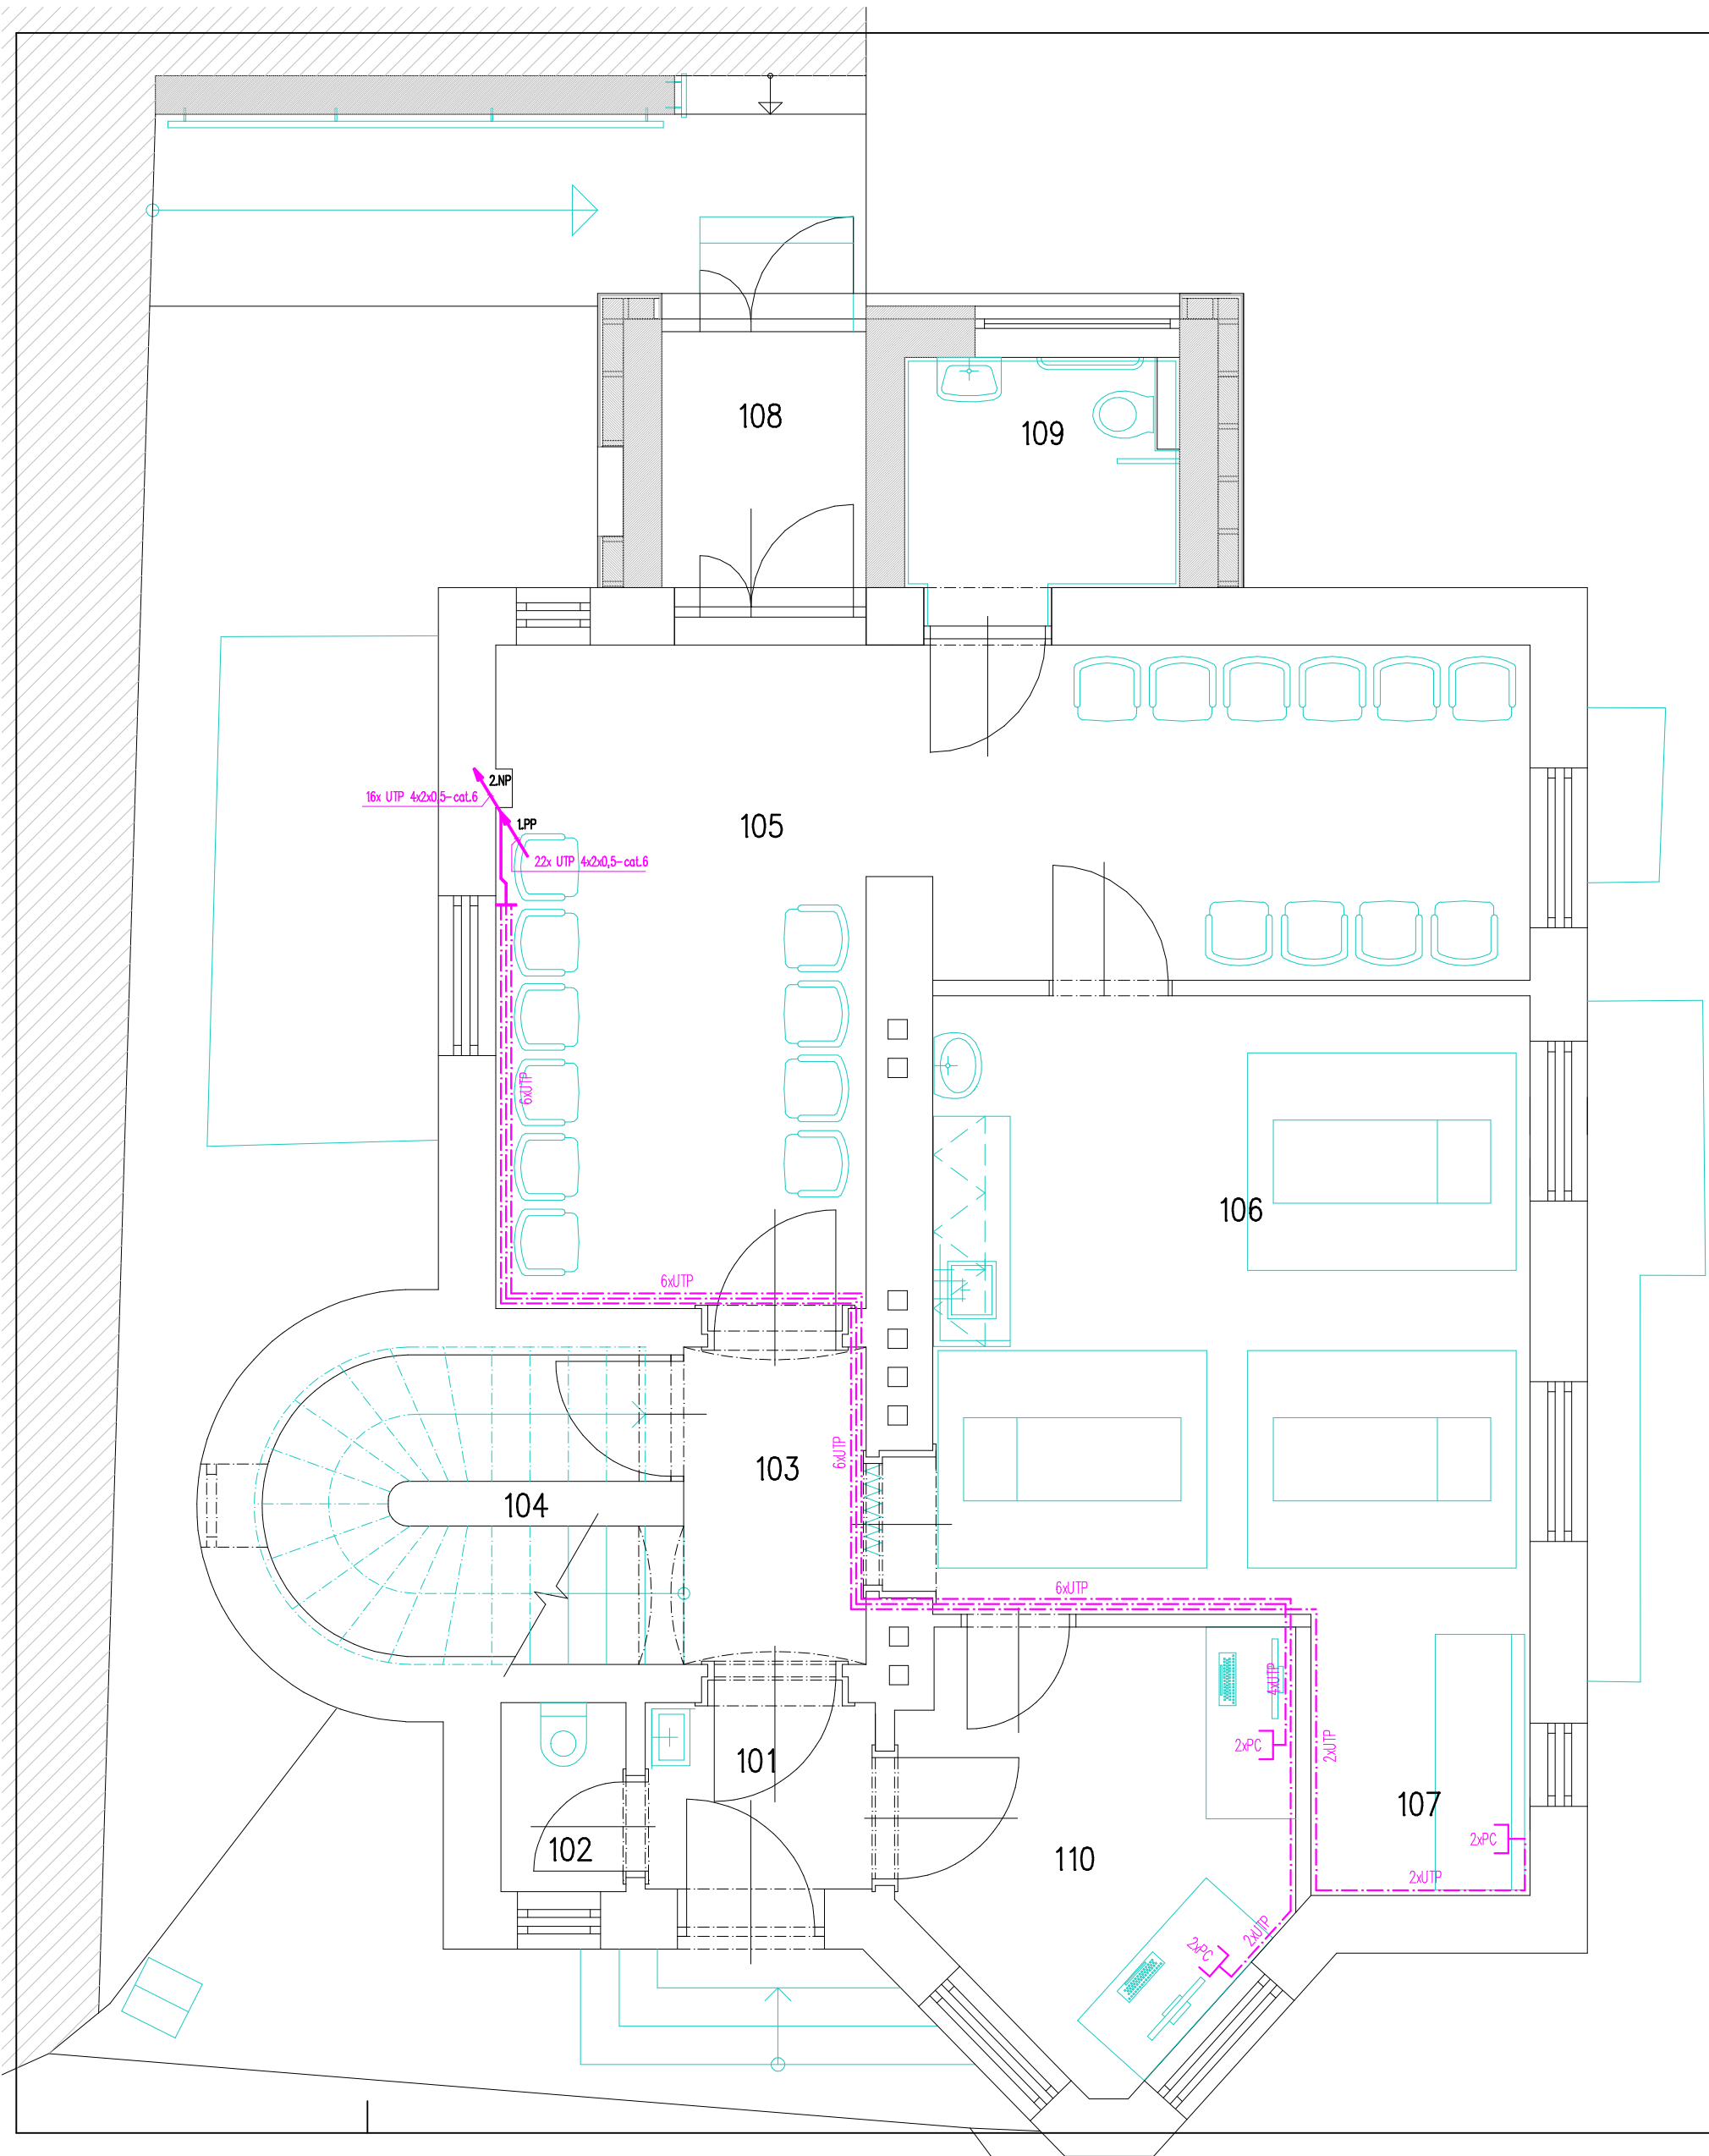 108
109
2.NP
16x UTP 4x2x0,5-cat.6
1.PP
105
22x UTP 4x2x0,5-cat.6
6xUTP
106
6xUTP
6xUTP
103
104
6xUTP
4xUTP
2xPC
2xUTP
101
107
102
110
2xPC
2xUTP
2xUTP
2xPC